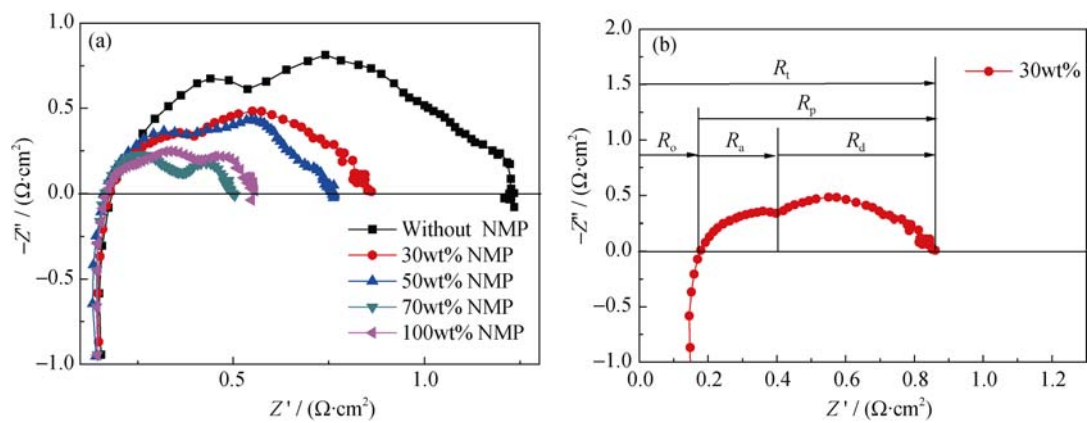 (a)
1.0
0.5
0.0
−0.5
−1.0
−Z″ / (Ω·cm²)
0.5
1.0
Z′ / (Ω·cm²)
Without NMP
30wt% NMP
50wt% NMP
70wt% NMP
100wt% NMP
(b)
2.0
1.5
1.0
0.5
0.0
−0.5
−1.0
−Z″ / (Ω·cm²)
30wt%
Rt
Rp
Ro
Ra
Rd
0.0
0.2
0.4
0.6
0.8
1.0
1.2
Z′ / (Ω·cm²)